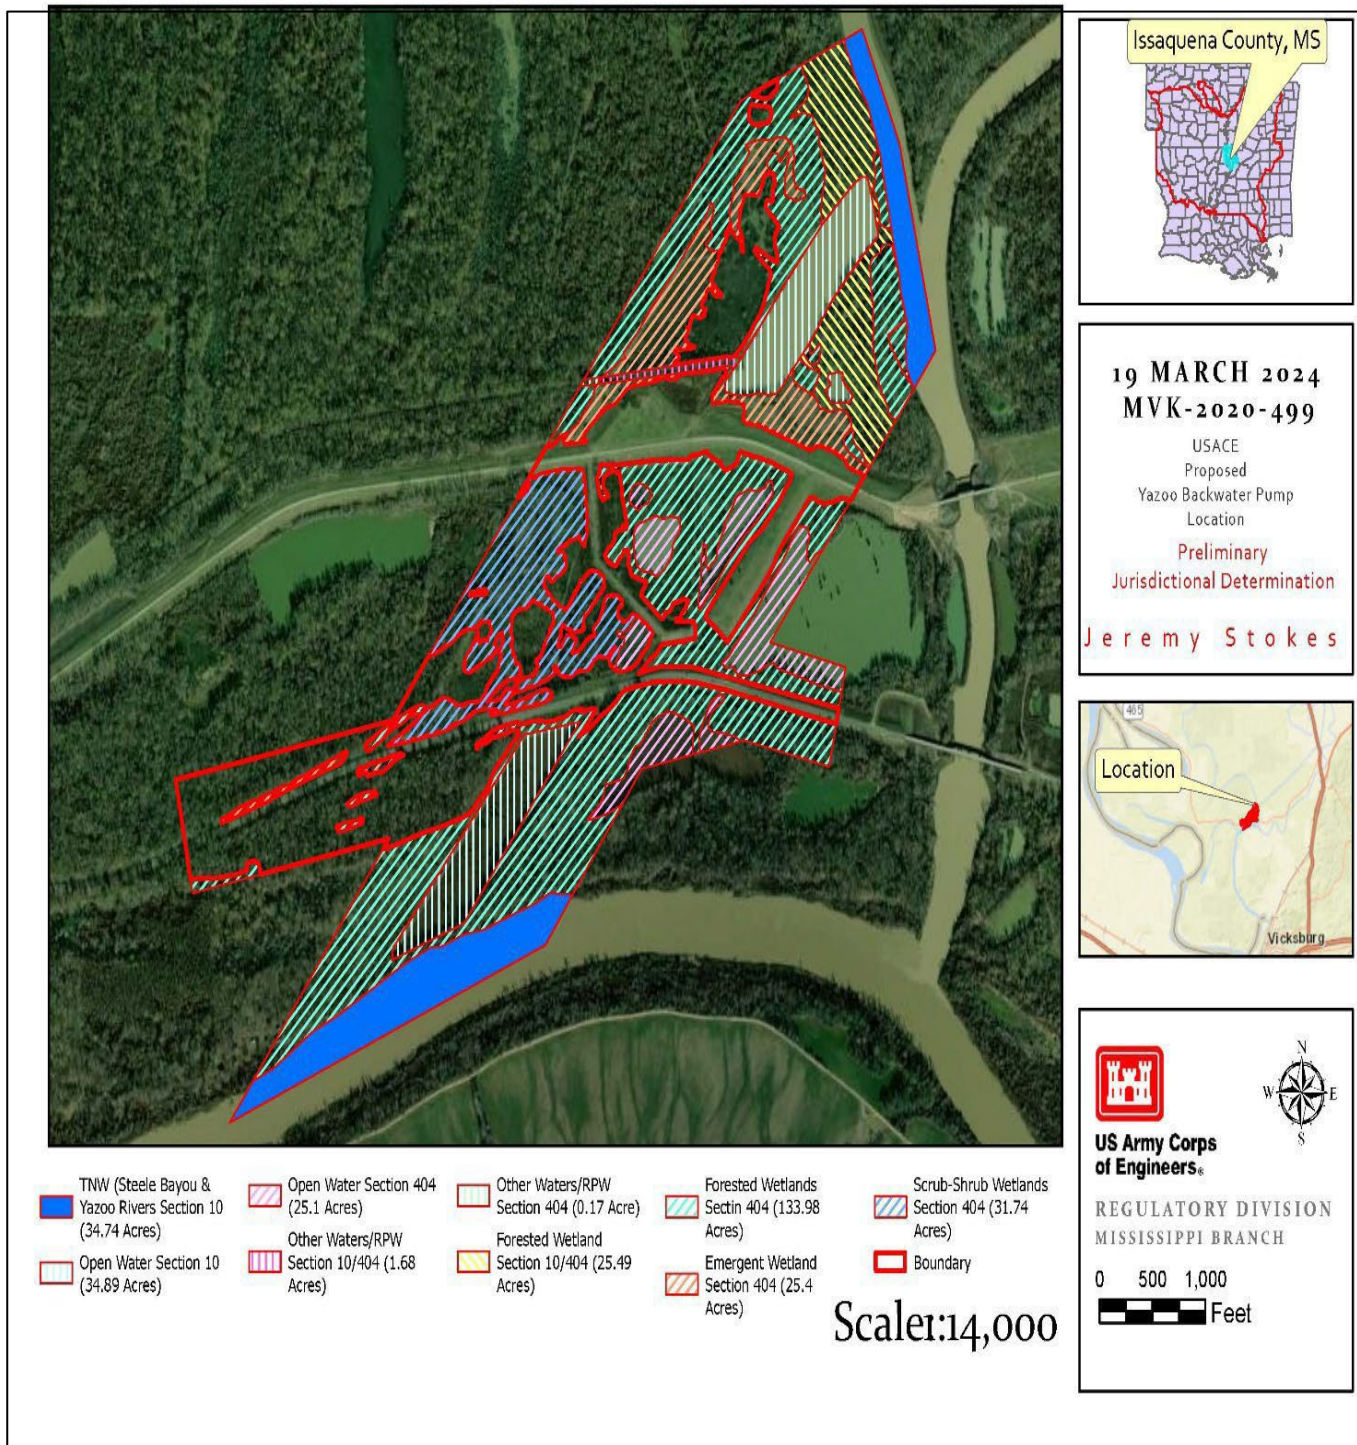 Issaquena County, MS
19 MARCH 2024
MVK-2020-499
USACE
Proposed
Yazoo Backwater Pump
Location
Preliminary
Jurisdictional Determination
Jeremy Stokes
465
Location
Vicksburg
TNW (Steele Bayou &
Yazoo Rivers Section 10
(34.74 Acres)
Open Water Section 10
(34.89 Acres)
Open Water Section 404
(25.1 Acres)
Other Waters/RPW
Section 10/404 (1.68
Acres)
Other Waters/RPW
Section 404 (0.17 Acre)
Forested Wetland
Section 10/404 (25.49
Acres)
Forested Wetlands
Sectin 404 (133.98
Acres)
Emergent Wetland
Section 404 (25.4
Acres)
Scrub-Shrub Wetlands
Section 404 (31.74
Acres)
Boundary
Scale1:14,000
N
W E
S
US Army Corps
of Engineers®
REGULATORY DIVISION
MISSISSIPPI BRANCH
0 500 1,000
Feet